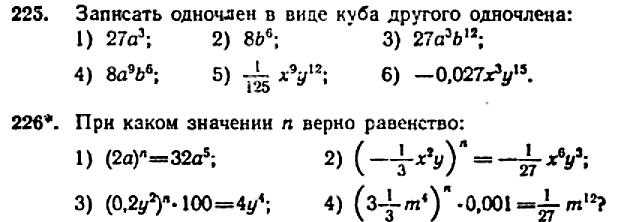 225. Записать одночлен в виде куба другого одночлена:
1) 27a³; 2) 8b⁶; 3) 27a³b¹²;
4) 8a⁹b⁶; 5) 1/125 x⁹y¹²; 6) —0,027x³y¹⁵.
226*. При каком значении n верно равенство:
1) (2a)ⁿ=32a⁵; 2) (—1/3 x²y)ⁿ = —1/27 x⁶y³;
3) (0,2y²)ⁿ·100=4y⁴; 4) (3 1/3 m⁴)ⁿ·0,001=1/27 m¹²?